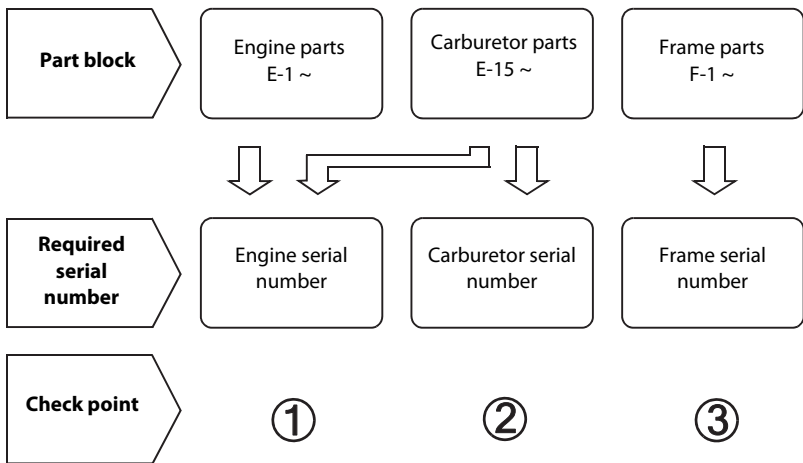 Part block
Engine parts
E-1 ~
Carburetor parts
E-15 ~
Frame parts
F-1 ~
Required
serial
number
Engine serial
number
Carburetor serial
number
Frame serial
number
Check point
①
②
③